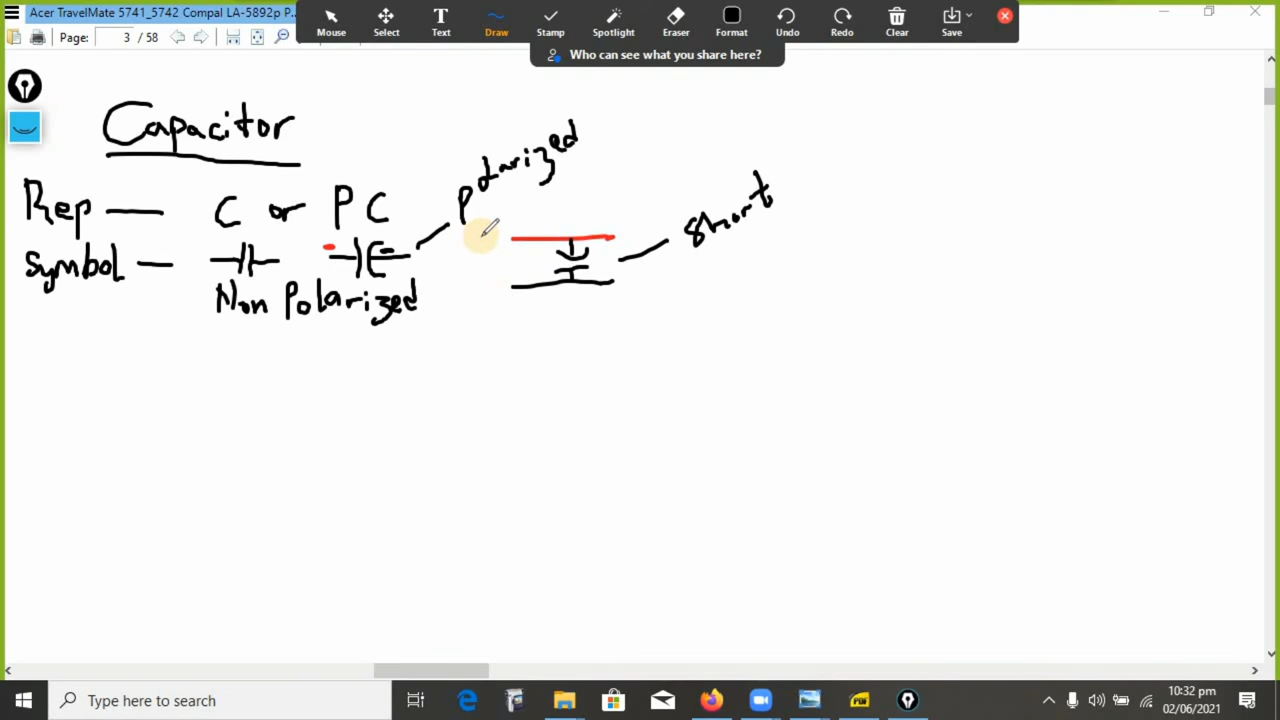 Acer TravelMate 5741_5742 Compal LA-5892p P
Page: 3 / 58
Mouse Select Text Draw Stamp Spotlight Eraser Format Undo Redo Clear Save
Who can see what you share here?
Capacitor
Rep — C or PC
Polarized
Short
Symbol —
Non Polarized
Type here to search
10:32 pm
02/06/2021